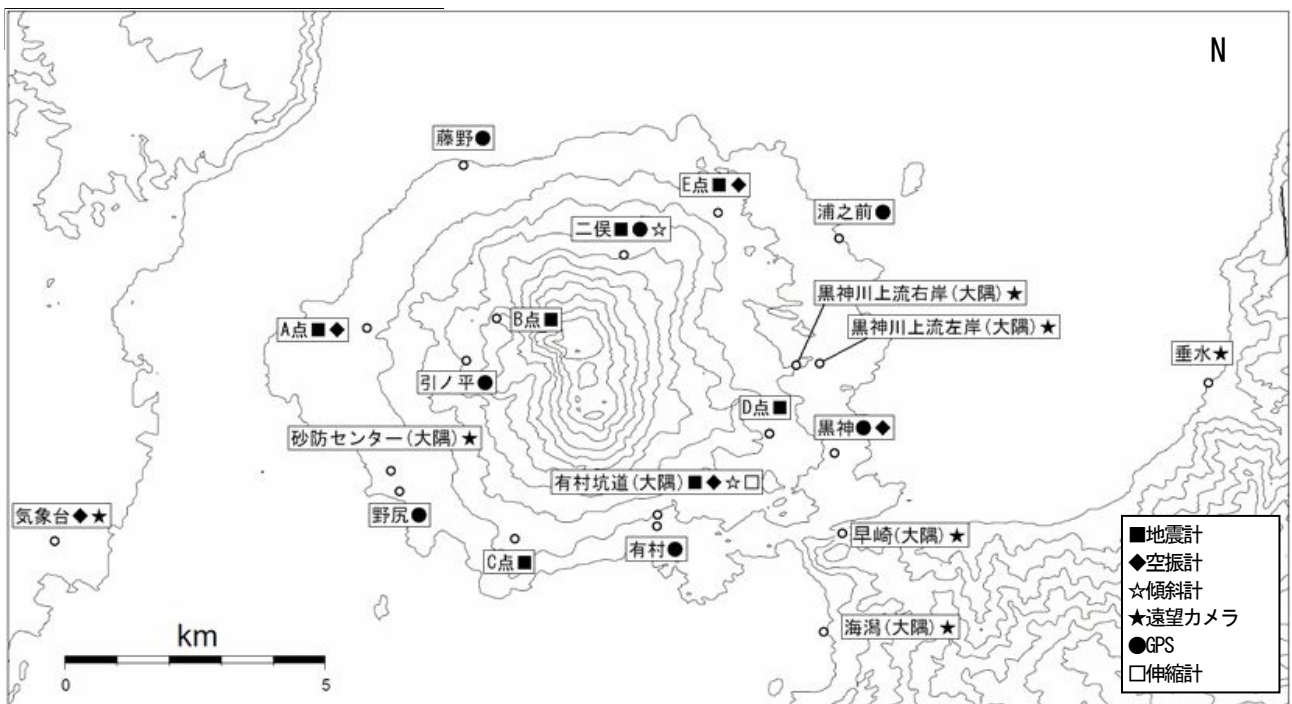 N
藤野●
E点■◆
浦之前●
二俣■●☆
黒神川上流右岸(大隅)★
A点■◆
B点■
黒神川上流左岸(大隅)★
垂水★
引ノ平●
D点■
黒神●◆
砂防センター(大隅)★
有村坑道(大隅)■◆☆□
気象台◆★
野尻●
早崎(大隅)★
C点■
有村●
海潟(大隅)★
km
0 5
■地震計
◆空振計
☆傾斜計
★遠望カメラ
●GPS
□伸縮計